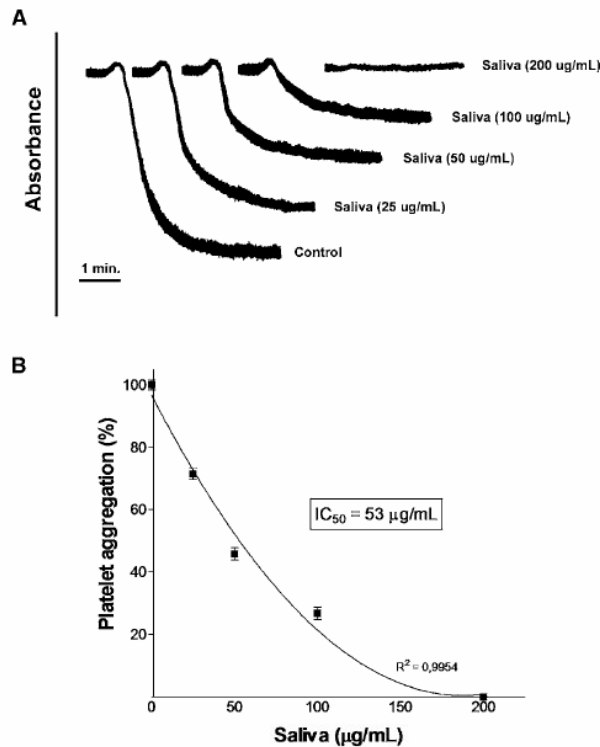 A
Absorbance
Saliva (200 ug/mL)
Saliva (100 ug/mL)
Saliva (50 ug/mL)
Saliva (25 ug/mL)
Control
1 min.
B
Platelet aggregation (%)
100
80
60
40
20
IC50 = 53 µg/mL
R2 = 0,9954
0 50 100 150 200
Saliva (µg/mL)